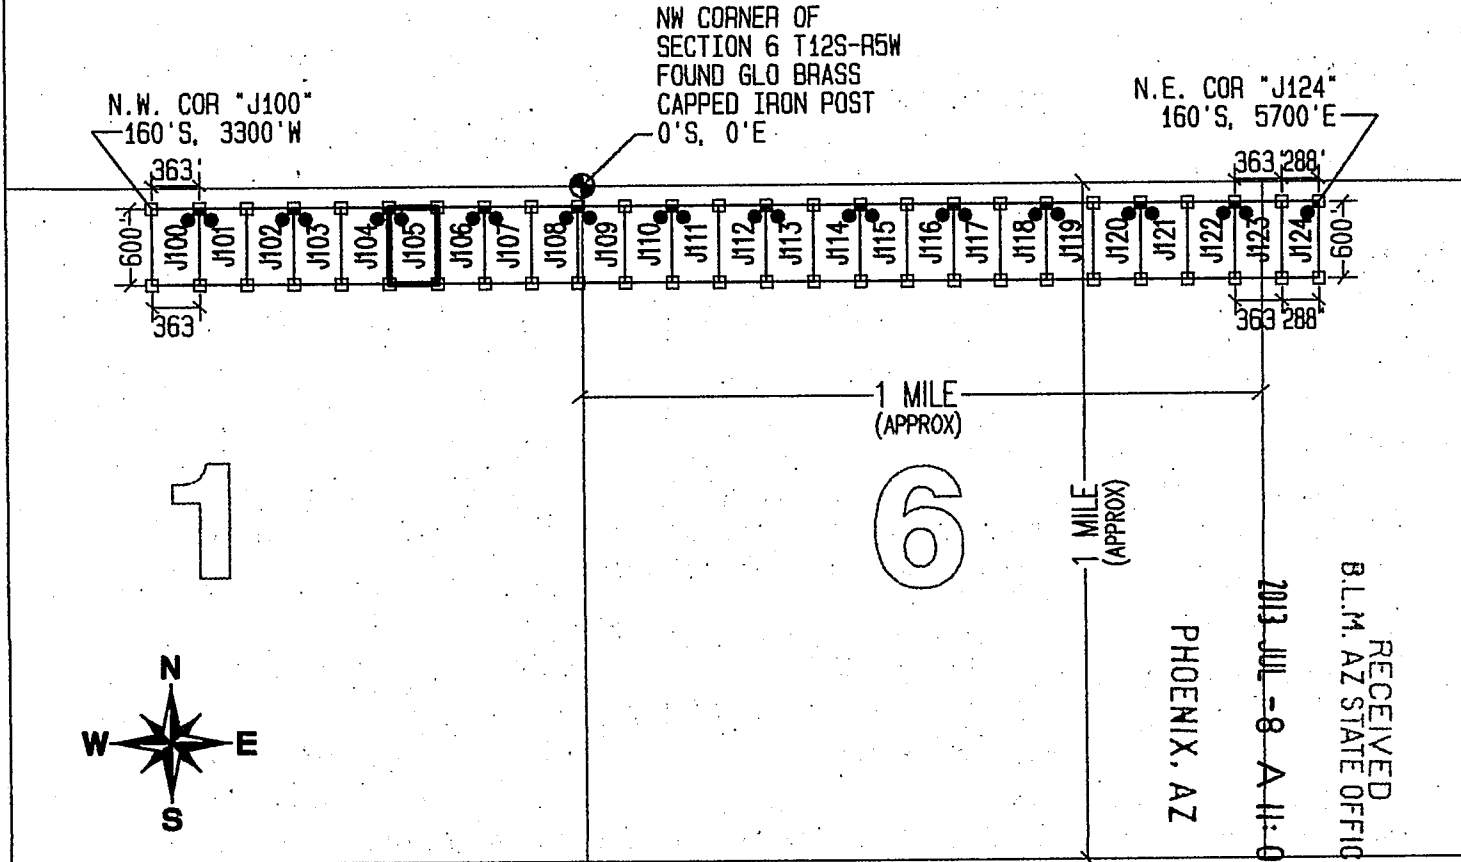 NW CORNER OF
SECTION 6 T12S-R5W
FOUND GLO BRASS
CAPPED IRON POST
0'S, 0'E
N.W. COR "J100"
160'S, 3300'W
N.E. COR "J124"
160'S, 5700'E
363'
363'
288'
600'
J100
J101
J102
J103
J104
J105
J106
J107
J108
J109
J110
J111
J112
J113
J114
J115
J116
J117
J118
J119
J120
J121
J122
J123
J124
600'
363'
363'
288'
1 MILE
(APPROX)
1
6
1 MILE
(APPROX)
N
W
E
S
RECEIVED
B.L.M. AZ STATE OFFIC
2013 JUL -8 A 11:0
PHOENIX, AZ